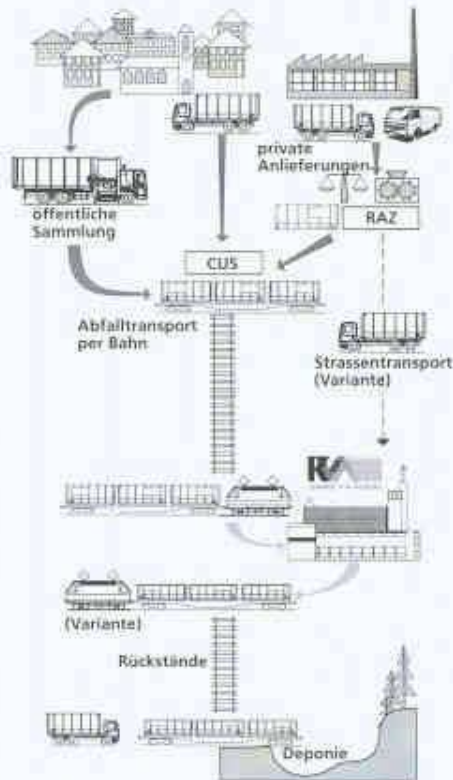 private
Anlieferungen
öffentliche
Sammlung
RAZ
CUS
Abfalltransport
per Bahn
Strassentransport
(Variante)
(Variante)
Rückstände
Deponie